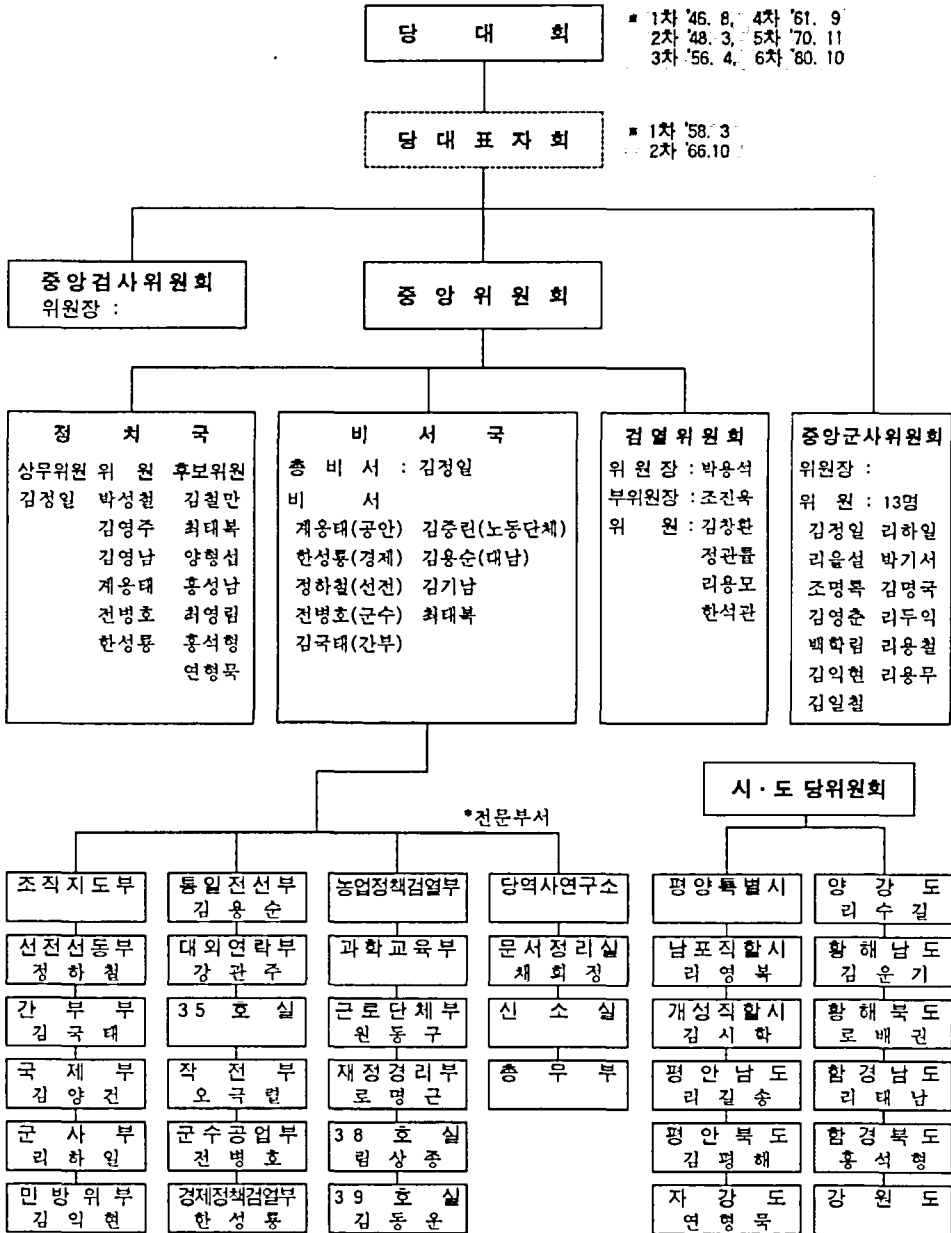 당 대 회
* 1차 '46. 8, 4차 '61. 9
2차 '48. 3, 5차 '70. 11
3차 '56. 4, 6차 '80. 10
당 대 표 자 회
* 1차 '58. 3
2차 '66.10
중앙검사위원회
위원장 :
중 앙 위 원 회
정 치 국
상무위원 위 원 후보위원
김정일 박성철 김철만
김영주 최태복
김영남 양형섭
계응태 홍성남
전병호 최영림
한성룡 홍석형
연형묵
비 서 국
총 비 서 : 김정일
비 서
계응태(공안) 김중린(노동단체)
한성룡(경제) 김용순(대남)
정하철(선전) 김기남
전병호(군수) 최태복
김국태(간부)
검열위원회
위 원 장 : 박용석
부위원장 : 조진욱
위 원 : 김창환
정관률
리용모
한석관
중앙군사위원회
위원장 :
위 원 : 13명
김정일 리하일
리을설 박기서
조명록 김명국
김영춘 리두익
백학림 리용철
김익현 리용무
김일철
*전문부서
조직지도부
선전선동부
정 하 철
간 부 부
김 국 태
국 제 부
김 양 건
군 사 부
리 하 일
민 방 위 부
김 익 현
통일전선부
김 용 순
대외연락부
강 관 주
35 호 실
작 전 부
오 극 렬
군수공업부
전 병 호
경제정책검열부
한 성 룡
농업정책검열부
과학교육부
근로단체부
원 동 구
재정경리부
로 명 근
38 호 실
림 상 종
39 호 실
김 동 운
당역사연구소
문서정리실
채 희 정
신 소 실
총 무 부
시·도 당위원회
평양특별시
남포직할시
리 영 복
개성직할시
김 시 학
평 안 남 도
리 길 송
평 안 북 도
김 평 해
자 강 도
연 형 묵
양 강 도
리 수 길
황 해 남 도
김 운 기
황 해 북 도
로 배 권
함 경 남 도
리 태 남
함 경 북 도
홍 석 형
강 원 도